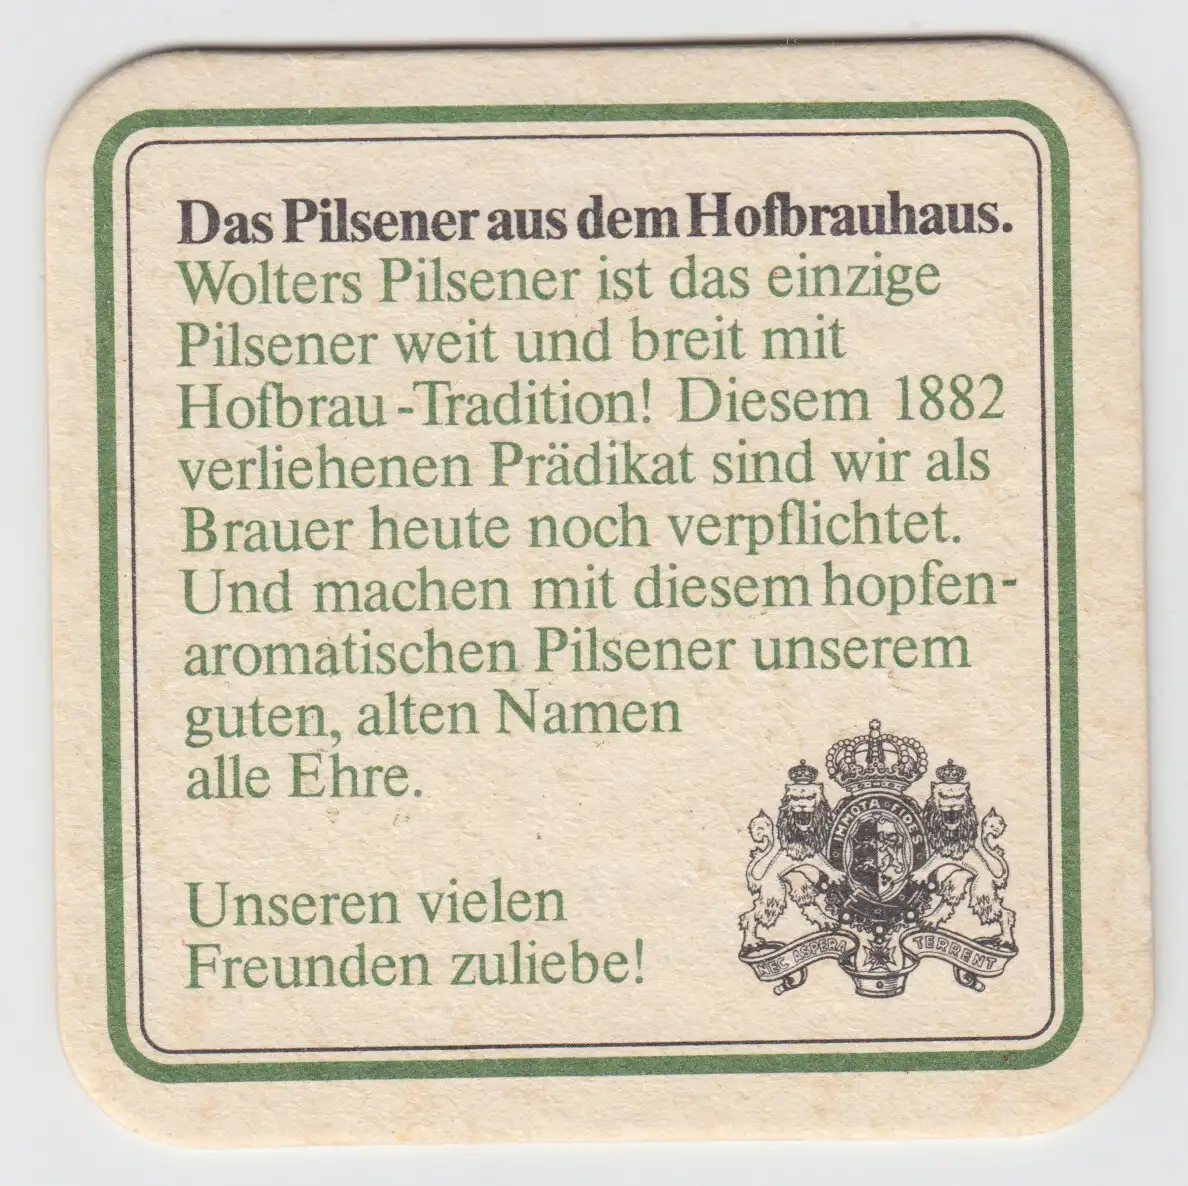 Das Pilsener aus dem Hofbrauhaus.
Wolters Pilsener ist das einzige
Pilsener weit und breit mit
Hofbrau-Tradition! Diesem 1882
verliehenen Prädikat sind wir als
Brauer heute noch verpflichtet.
Und machen mit diesem hopfen-
aromatischen Pilsener unserem
guten, alten Namen
alle Ehre.
Unseren vielen
Freunden zuliebe!
IMMOTA FIDES
NEC ASPERA TERRENT